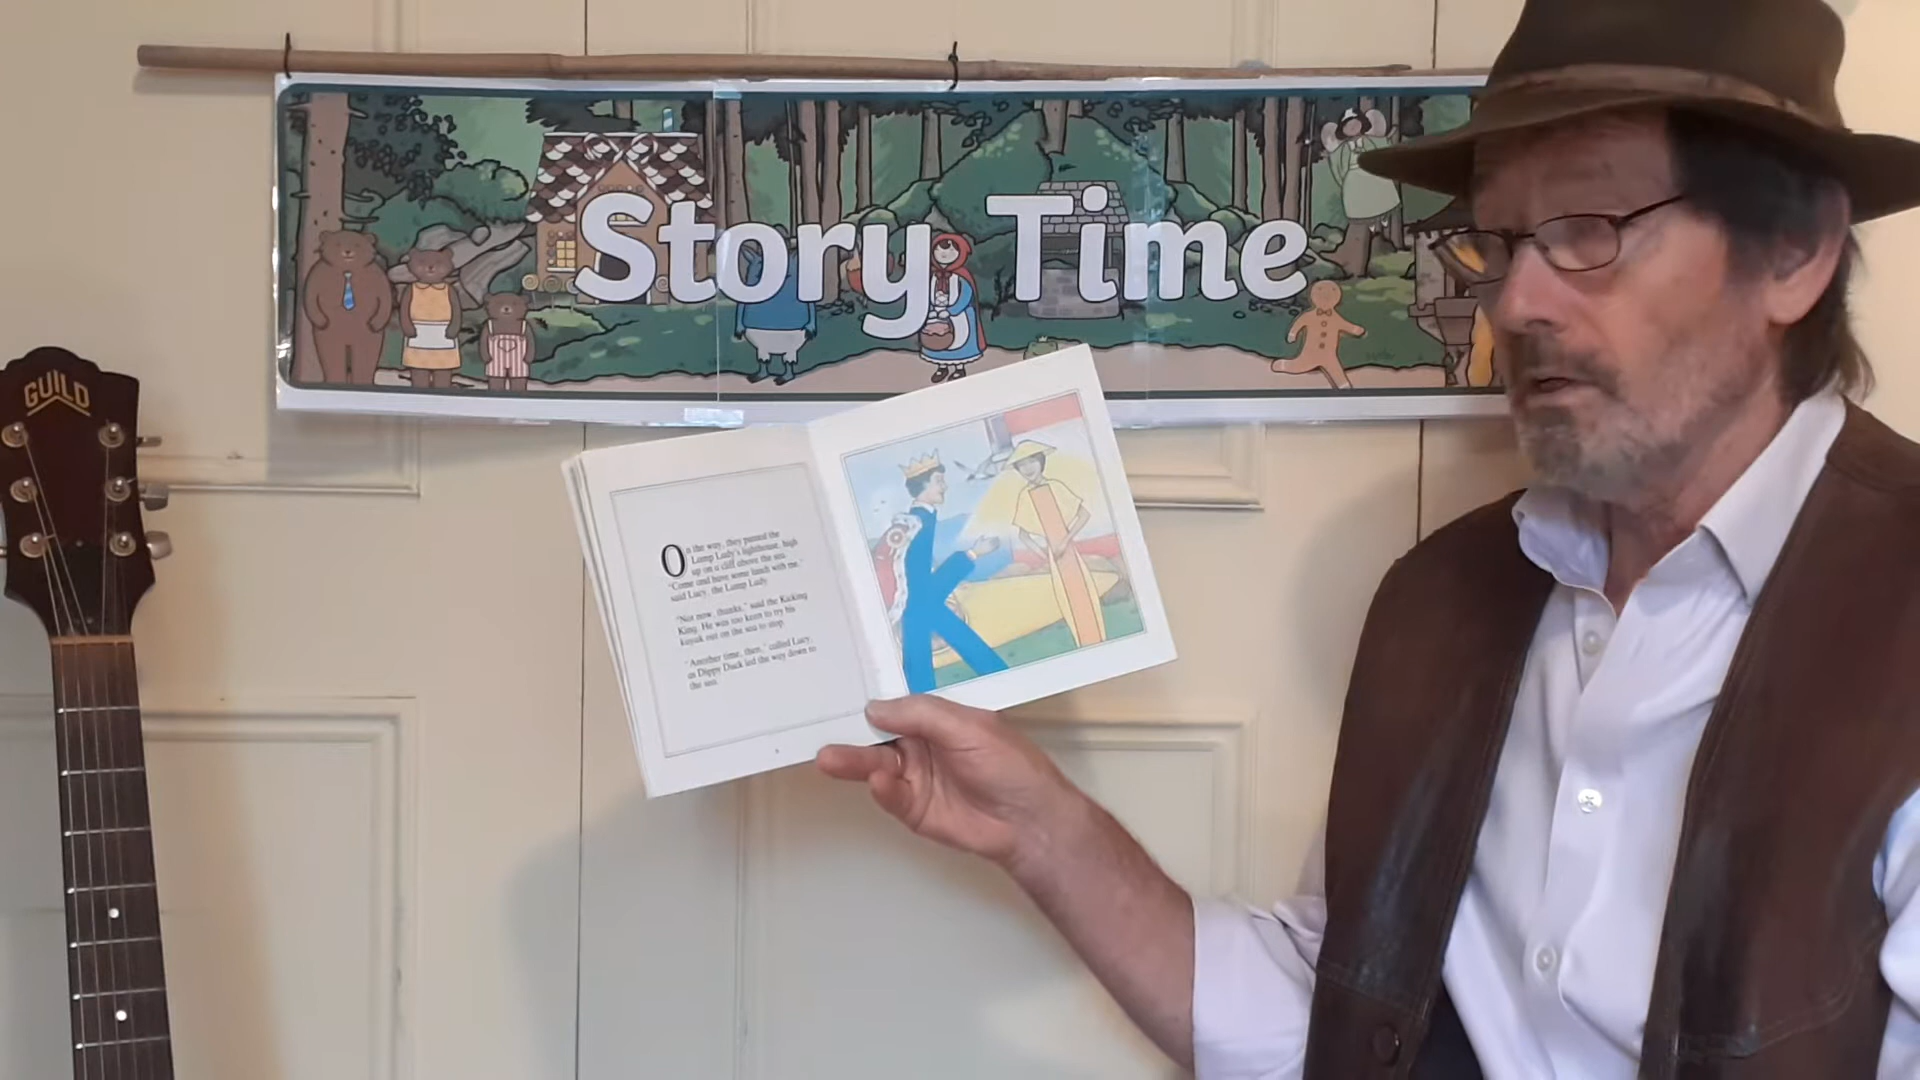 Story Time
GUILD
On the way, they passed the
Lamp Lady's lighthouse, high
up on a cliff above the sea.
"Come and have some lunch with me,"
said Lucy, the Lamp Lady.
"Not now, thanks," said the Kicking
King. He was too keen to try his
kayak out on the sea to stop.
"Another time, then," called Lucy,
as Dippy Duck led the way down to
the sea.